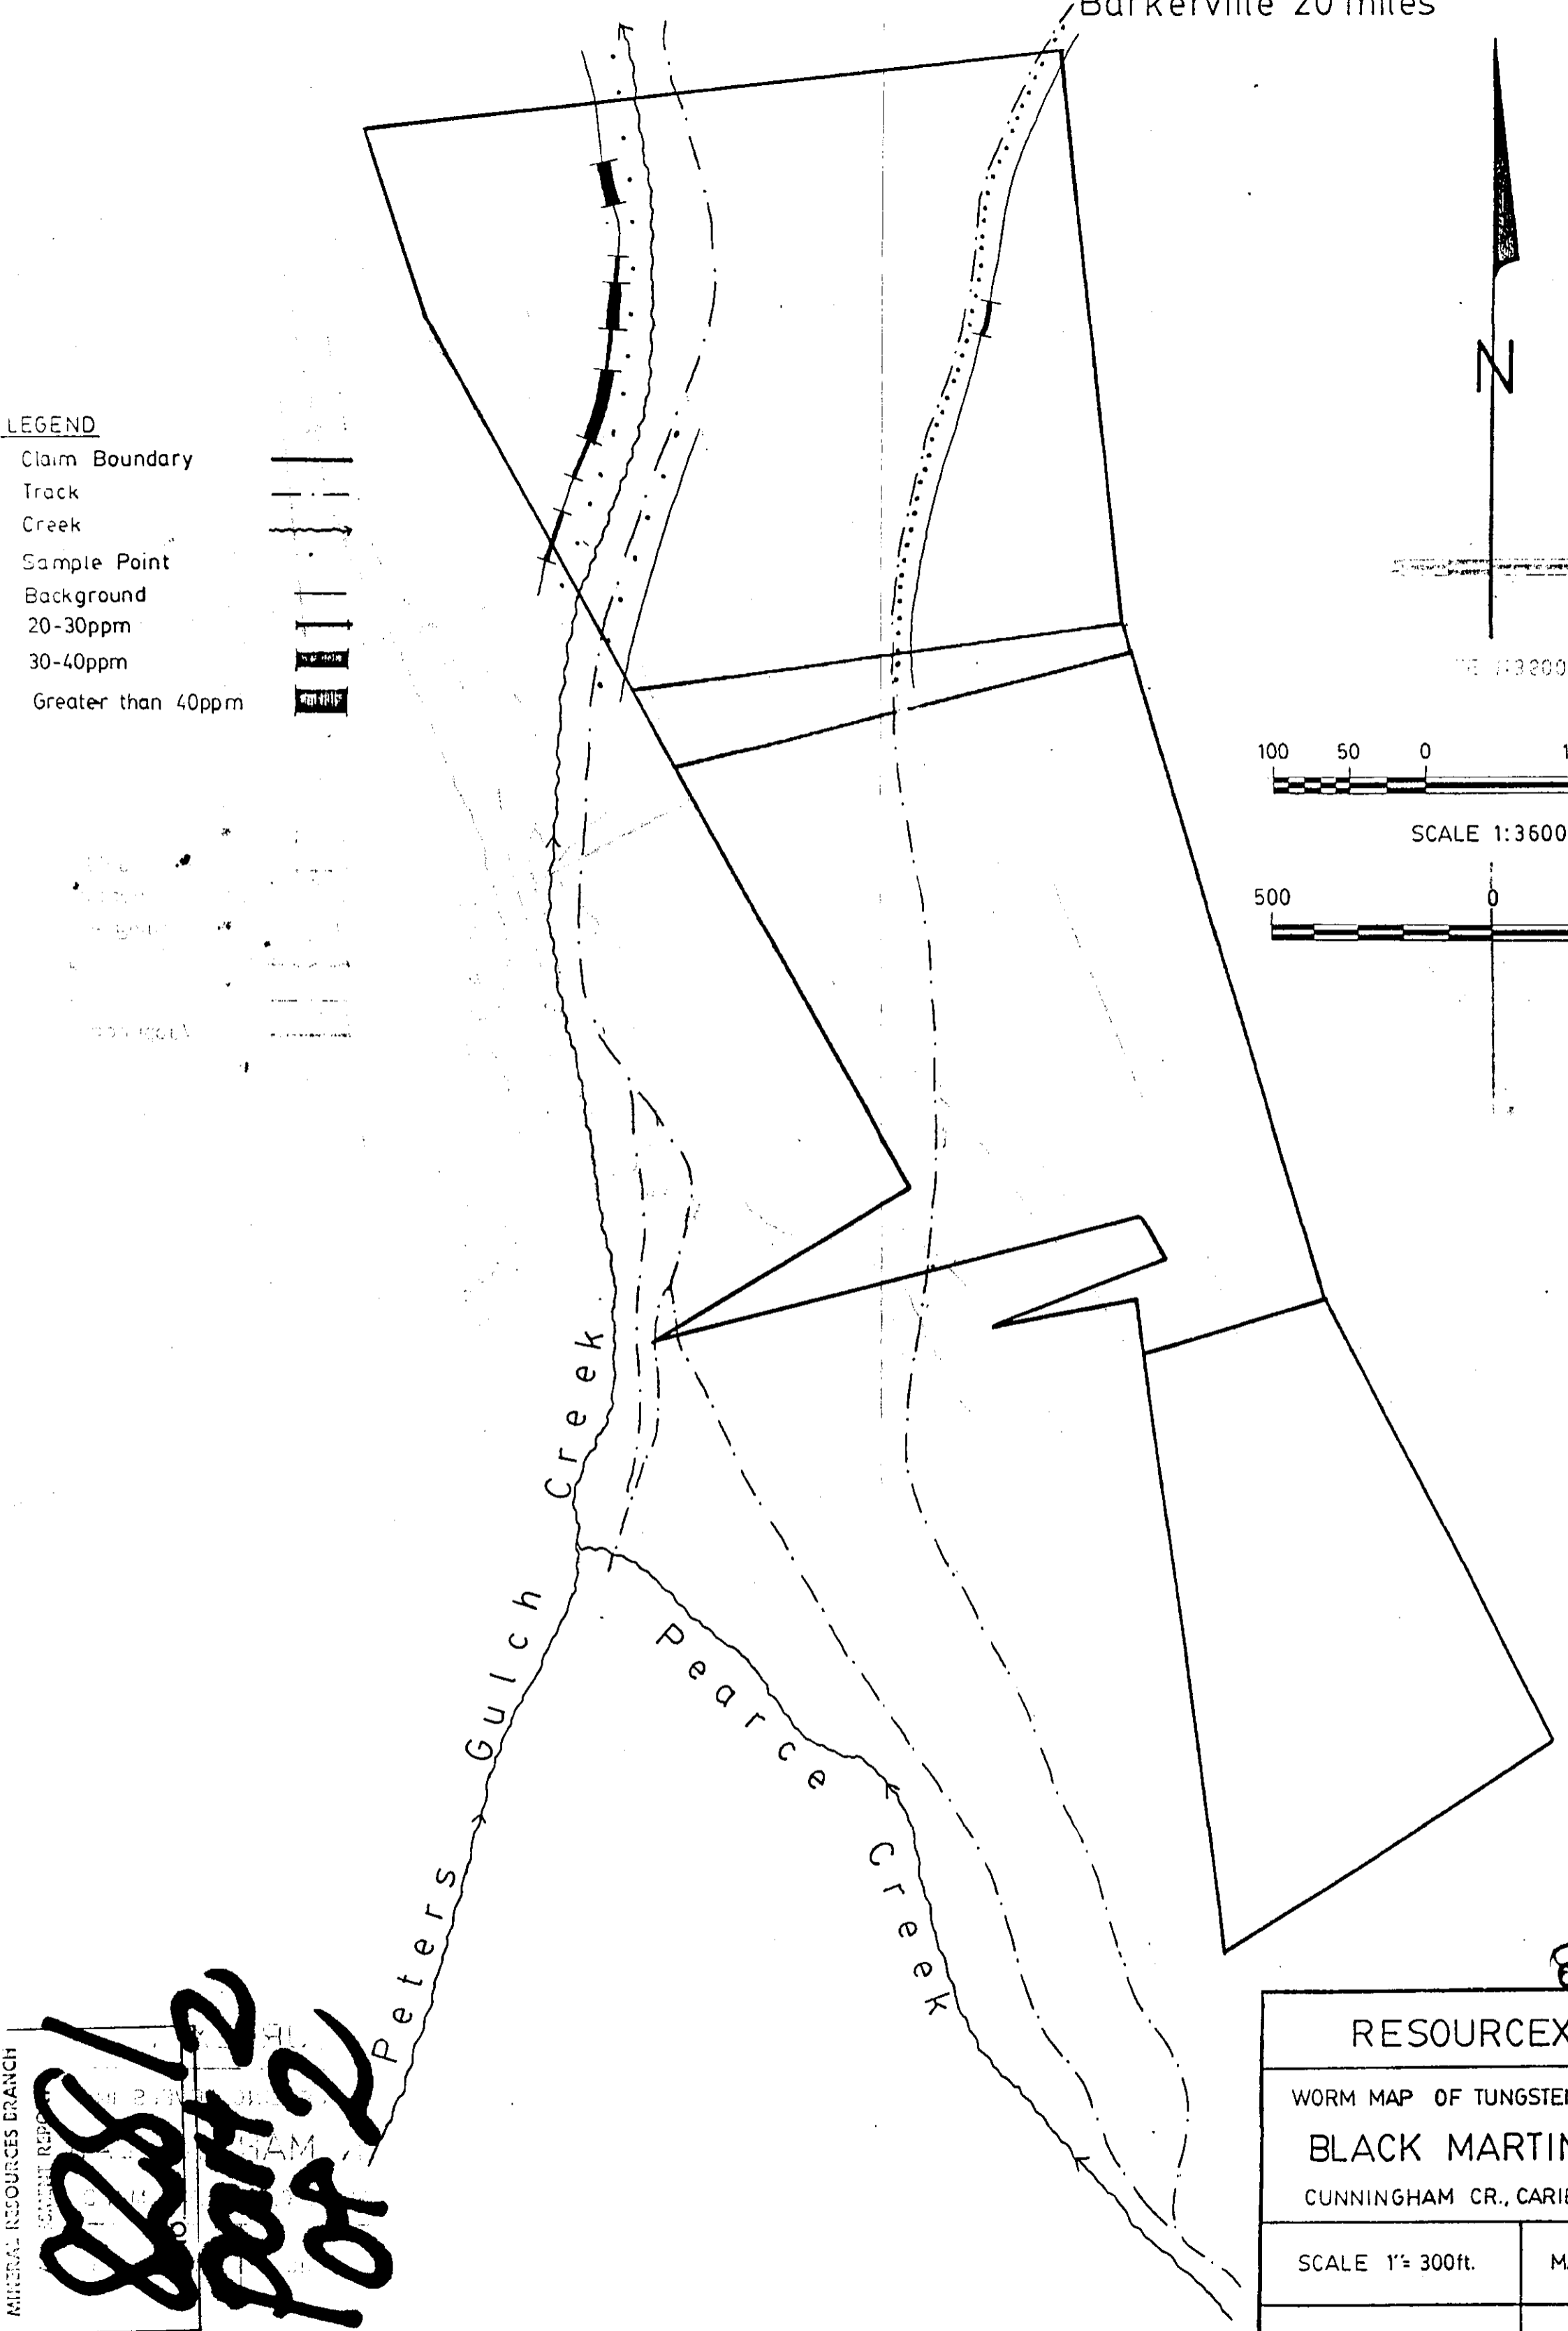 Barkerville 20 miles
LEGEND
Claim Boundary
Track
Creek
Sample Point
Background
20-30ppm
30-40ppm
Greater than 40ppm
N
100 50 0
SCALE 1:3600
500 0
Creek
Peters Gulch
Pearce Creek
MINERAL RESOURCES BRANCH
8281
part 2
of 2
RESOURCEX
WORM MAP OF TUNGSTE
BLACK MARTIN
CUNNINGHAM CR., CARIB
SCALE 1"= 300ft.